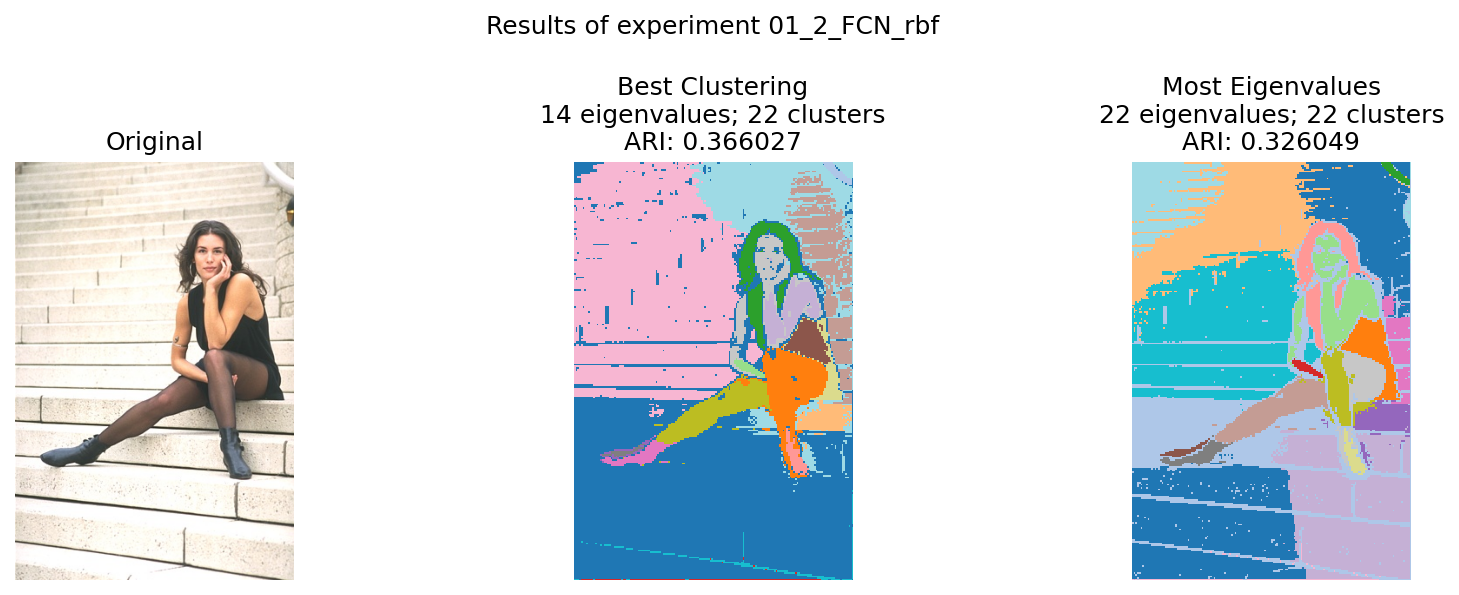 Results of experiment 01_2_FCN_rbf
Original
Best Clustering
14 eigenvalues; 22 clusters
ARI: 0.366027
Most Eigenvalues
22 eigenvalues; 22 clusters
ARI: 0.326049